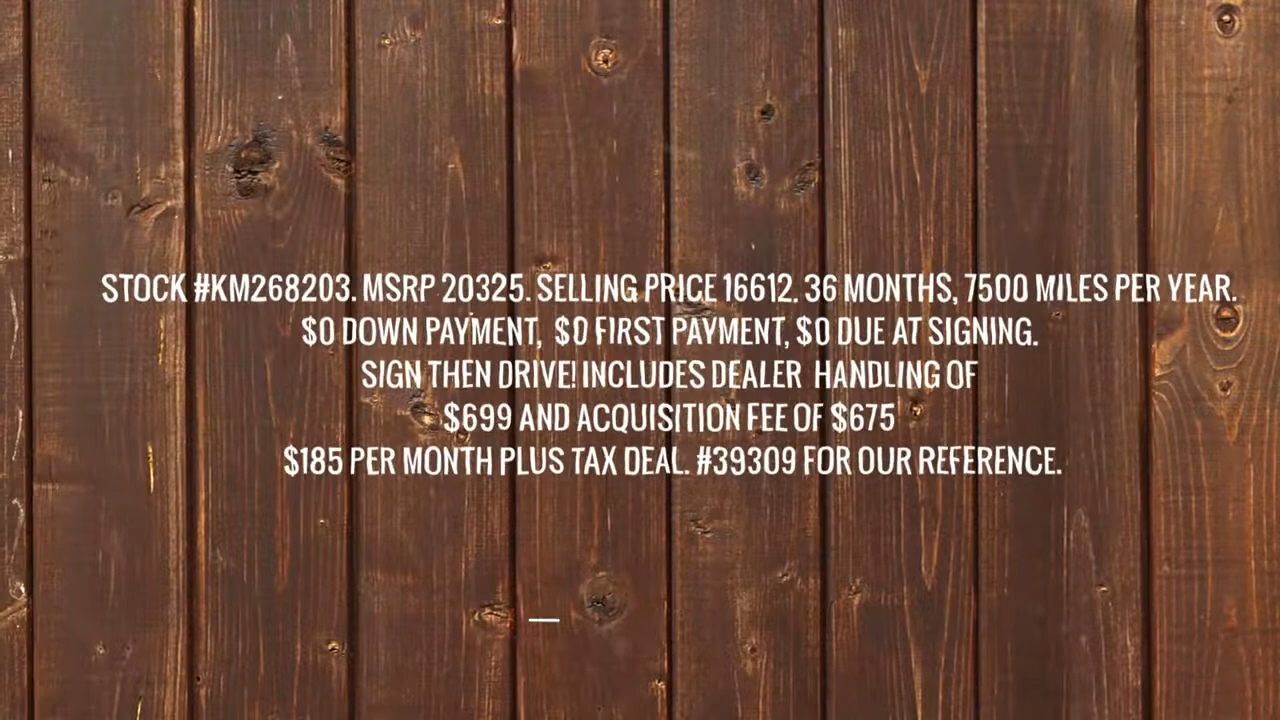 STOCK #KM268203. MSRP 20325. SELLING PRICE 16612. 36 MONTHS, 7500 MILES PER YEAR.
$0 DOWN PAYMENT, $0 FIRST PAYMENT, $0 DUE AT SIGNING.
SIGN THEN DRIVE! INCLUDES DEALER HANDLING OF
$699 AND ACQUISITION FEE OF $675
$185 PER MONTH PLUS TAX DEAL. #39309 FOR OUR REFERENCE.